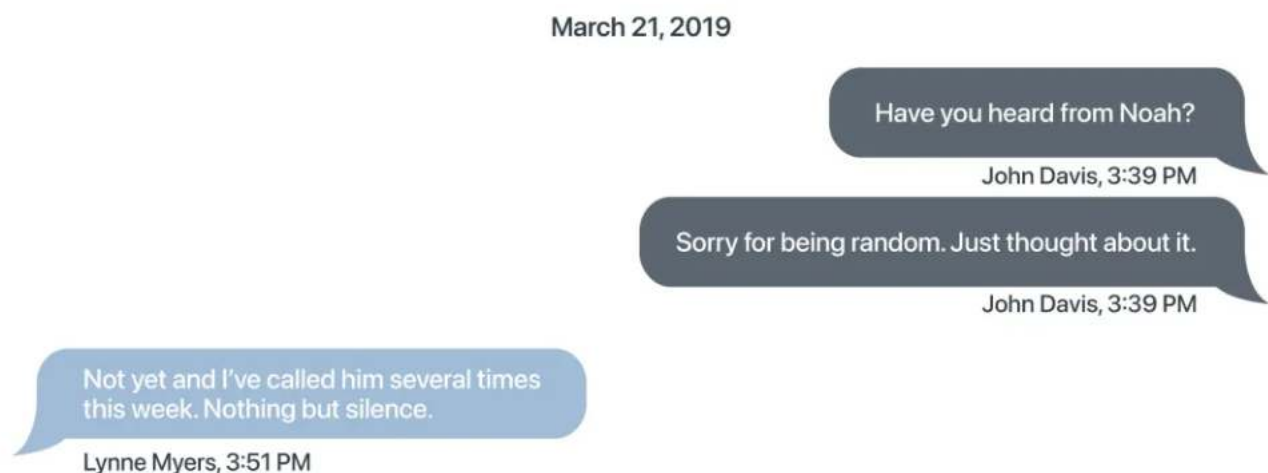 March 21, 2019
Have you heard from Noah?
John Davis, 3:39 PM
Sorry for being random. Just thought about it.
John Davis, 3:39 PM
Not yet and I’ve called him several times
this week. Nothing but silence.
Lynne Myers, 3:51 PM